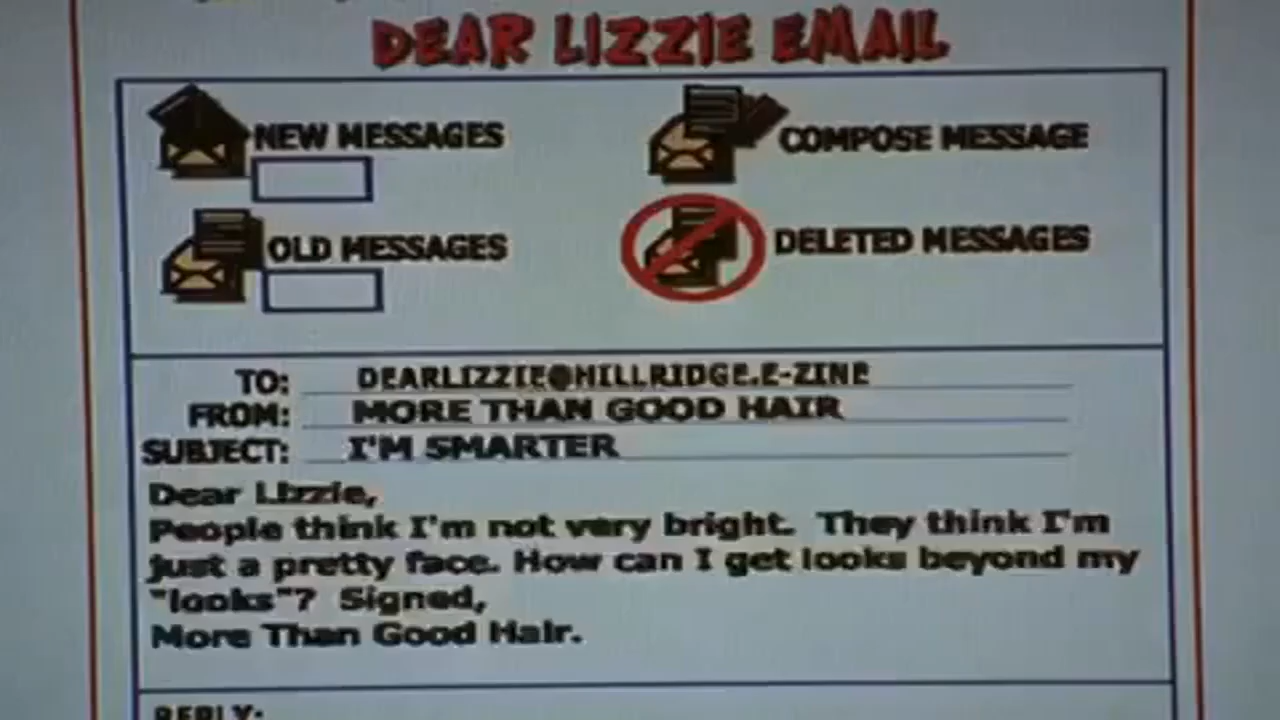 DEAR LIZZIE EMAIL
NEW MESSAGES
COMPOSE MESSAGE
OLD MESSAGES
DELETED MESSAGES
TO: DEARLIZZIE@HILLRIDGE.E-ZINE
FROM: MORE THAN GOOD HAIR
SUBJECT: I'M SMARTER
Dear Lizzie,
People think I'm not very bright. They think I'm
just a pretty face. How can I get looks beyond my
"looks"? Signed,
More Than Good Hair.
REPLY: